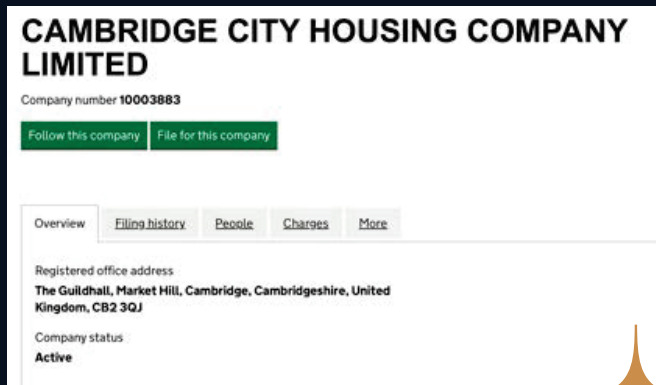 CAMBRIDGE CITY HOUSING COMPANY
LIMITED
Company number 10003883
Follow this company
File for this company
Overview
Filing history
People
Charges
More
Registered office address
The Guildhall, Market Hill, Cambridge, Cambridgeshire, United
Kingdom, CB2 3QJ
Company status
Active